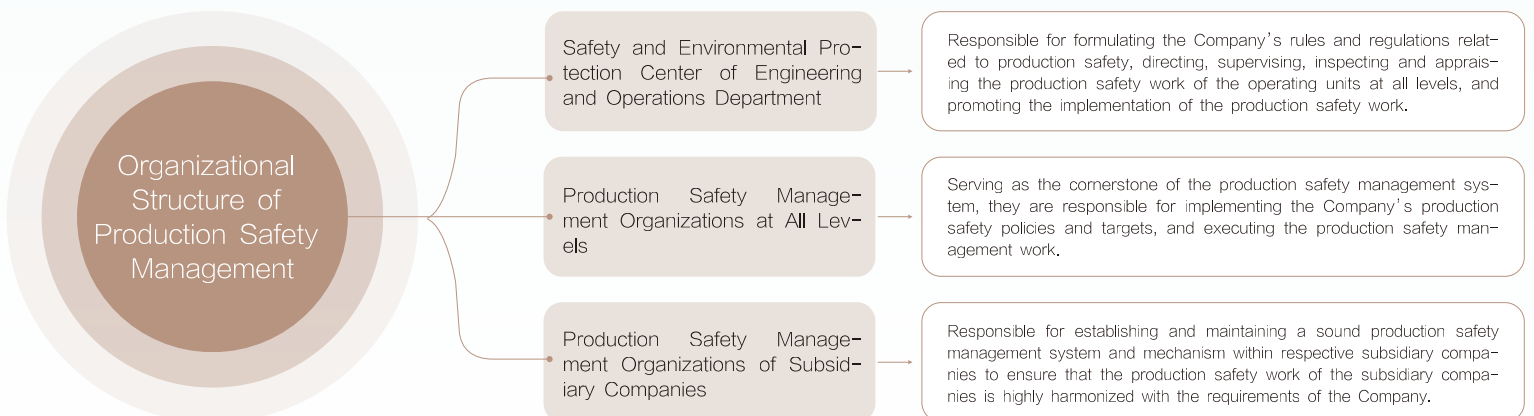 Organizational
Structure of
Production Safety
Management
Safety and Environmental Pro-
tection Center of Engineering
and Operations Department
Responsible for formulating the Company's rules and regulations relat-
ed to production safety, directing, supervising, inspecting and apprais-
ing the production safety work of the operating units at all levels, and
promoting the implementation of the production safety work.
Production Safety Manage-
ment Organizations at All Lev-
els
Serving as the cornerstone of the production safety management sys-
tem, they are responsible for implementing the Company's production
safety policies and targets, and executing the production safety man-
agement work.
Production Safety Manage-
ment Organizations of Subsid-
iary Companies
Responsible for establishing and maintaining a sound production safety
management system and mechanism within respective subsidiary compa-
nies to ensure that the production safety work of the subsidiary compa-
nies is highly harmonized with the requirements of the Company.